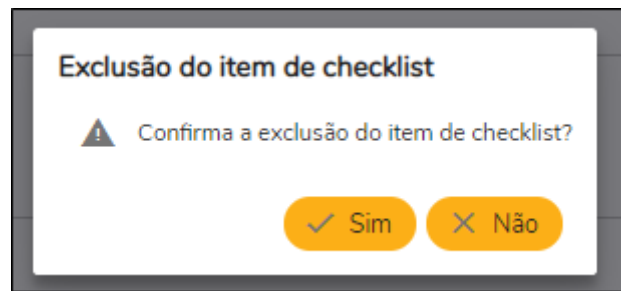 Exclusão do item de checklist
Confirma a exclusão do item de checklist?
Sim Não